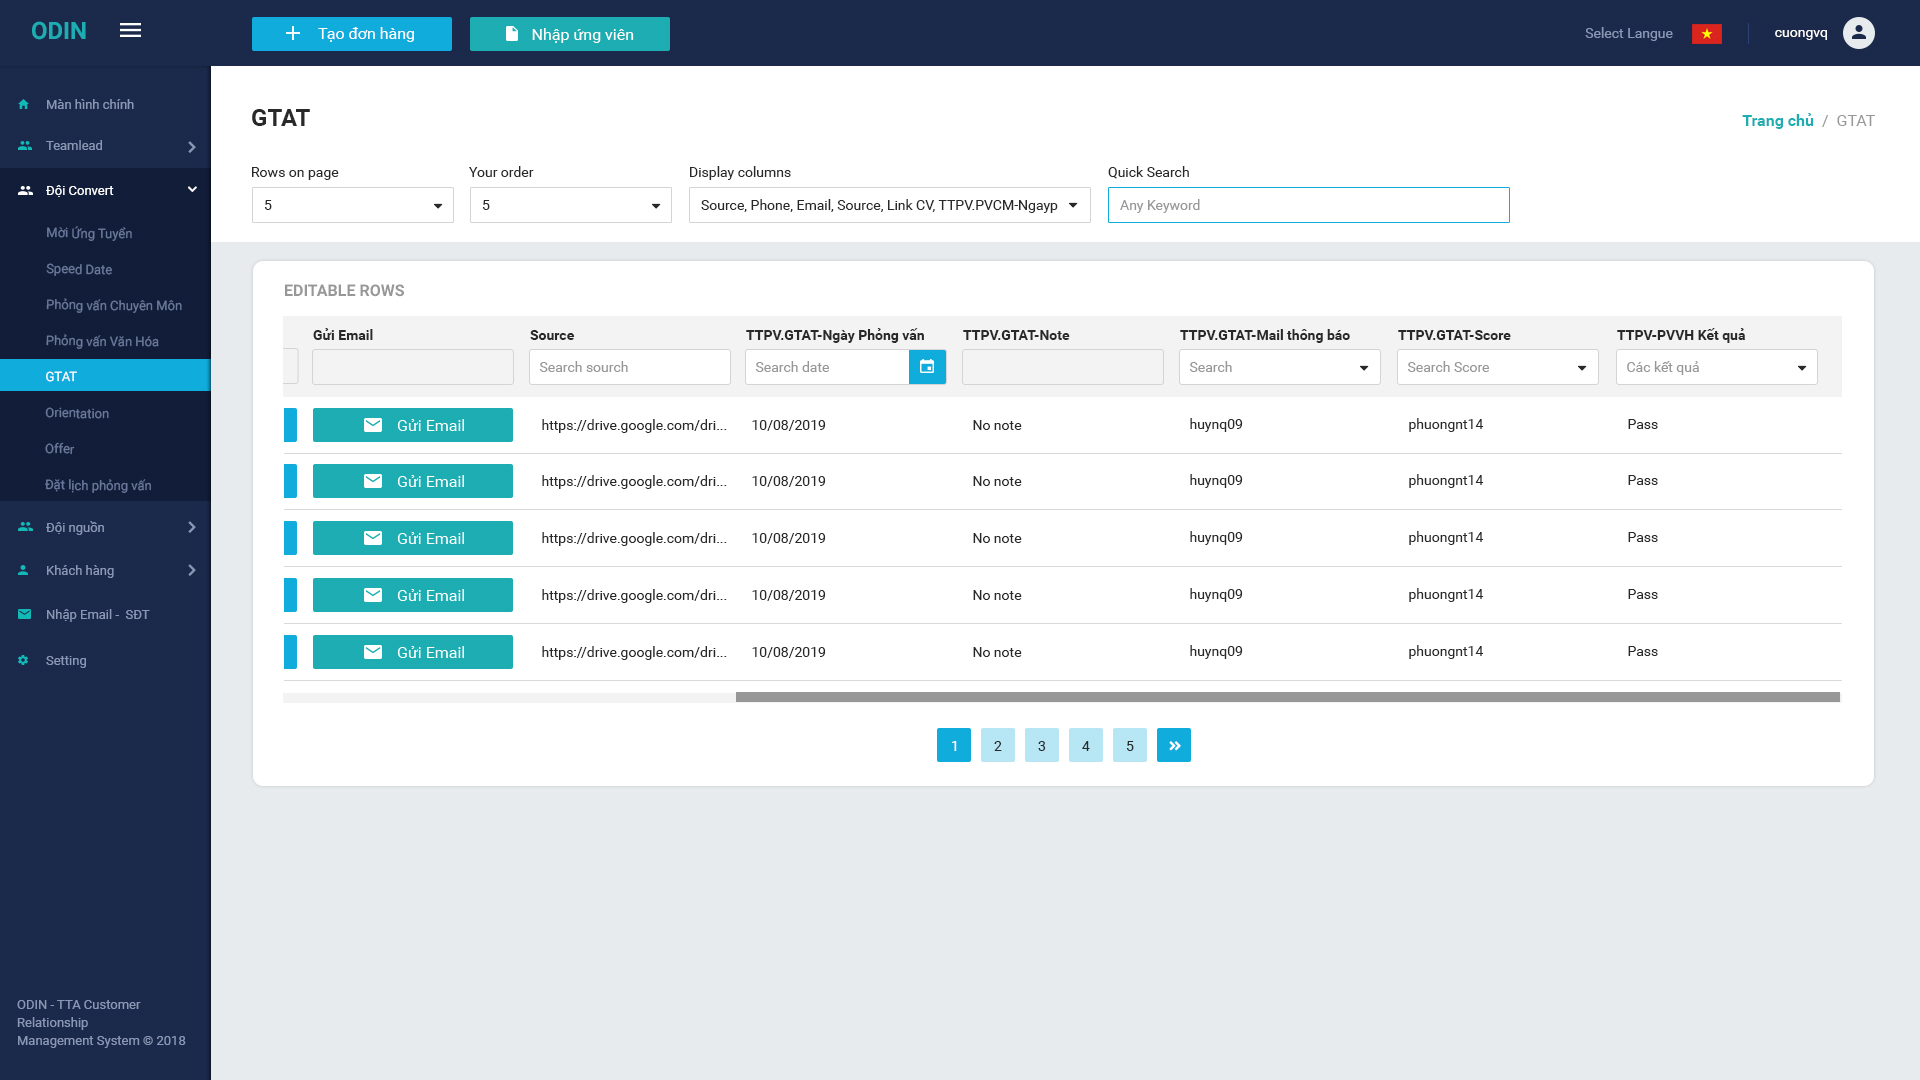 ODIN
Tạo đơn hàng
Nhập ứng viên
Select Langue
cuongvq
Màn hình chính
Teamlead
Đội Convert
Mời Ứng Tuyển
Speed Date
Phỏng vấn Chuyên Môn
Phỏng vấn Văn Hóa
GTAT
Orientation
Offer
Đặt lịch phỏng vấn
Đội nguồn
Khách hàng
Nhập Email - SĐT
Setting
ODIN - TTA Customer
Relationship
Management System © 2018
GTAT
Trang chủ / GTAT
Rows on page
Your order
Display columns
Quick Search
5
5
Source, Phone, Email, Source, Link CV, TTPV.PVCM-Ngayp
Any Keyword
EDITABLE ROWS
Gửi Email
Source
TTPV.GTAT-Ngày Phỏng vấn
TTPV.GTAT-Note
TTPV.GTAT-Mail thông báo
TTPV.GTAT-Score
TTPV-PVVH Kết quả
Search sourch
Search date
Search
Search Score
Các kết quả
Gửi Email https://drive.google.com/dri... 10/08/2019 No note huynq09 phuongnt14 Pass
Gửi Email https://drive.google.com/dri... 10/08/2019 No note huynq09 phuongnt14 Pass
Gửi Email https://drive.google.com/dri... 10/08/2019 No note huynq09 phuongnt14 Pass
Gửi Email https://drive.google.com/dri... 10/08/2019 No note huynq09 phuongnt14 Pass
Gửi Email https://drive.google.com/dri... 10/08/2019 No note huynq09 phuongnt14 Pass
1 2 3 4 5 »